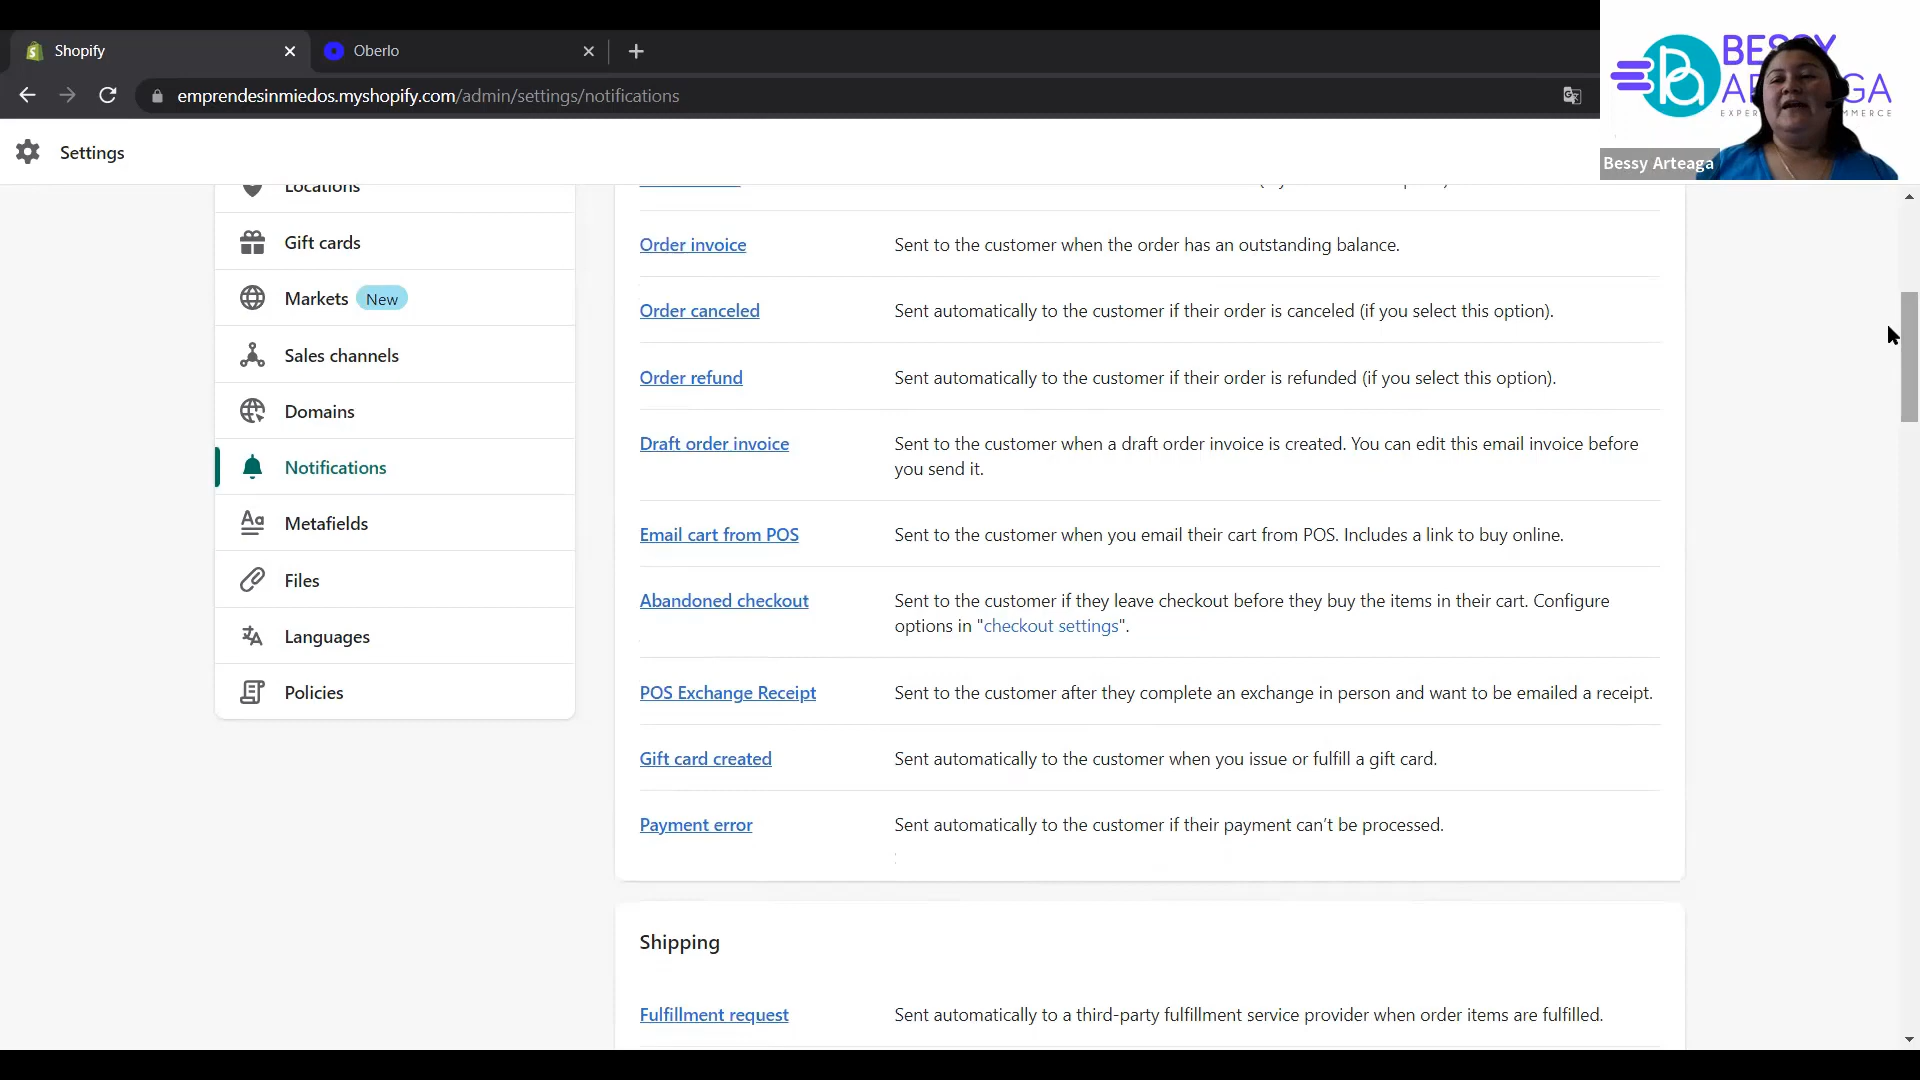 Shopify
Oberlo
emprendesinmiedos.myshopify.com/admin/settings/notifications
BESSY
Bessy Arteaga
Settings
Locations
Gift cards
Markets New
Sales channels
Domains
Notifications
Metafields
Files
Languages
Policies
Order invoice Sent to the customer when the order has an outstanding balance.
Order canceled Sent automatically to the customer if their order is canceled (if you select this option).
Order refund Sent automatically to the customer if their order is refunded (if you select this option).
Draft order invoice Sent to the customer when a draft order invoice is created. You can edit this email invoice before
you send it.
Email cart from POS Sent to the customer when you email their cart from POS. Includes a link to buy online.
Abandoned checkout Sent to the customer if they leave checkout before they buy the items in their cart. Configure
options in "checkout settings".
POS Exchange Receipt Sent to the customer after they complete an exchange in person and want to be emailed a receipt.
Gift card created Sent automatically to the customer when you issue or fulfill a gift card.
Payment error Sent automatically to the customer if their payment can’t be processed.
Shipping
Fulfillment request Sent automatically to a third-party fulfillment service provider when order items are fulfilled.